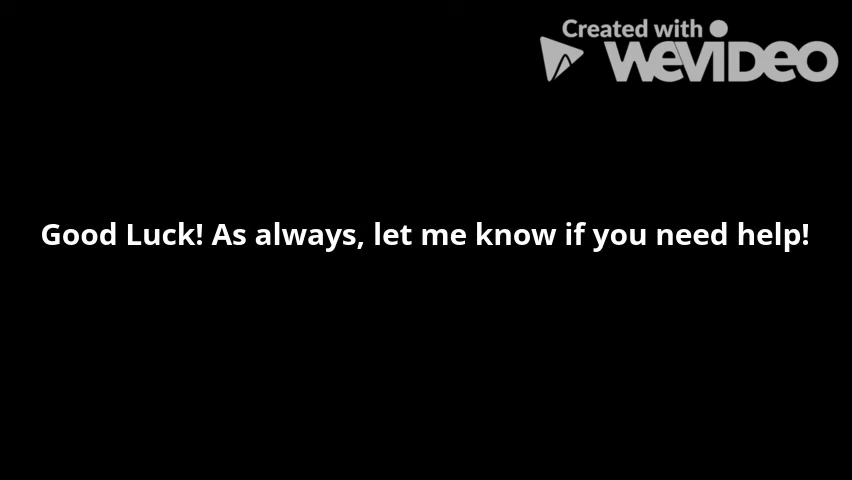 Created with
WeVideo
Good Luck! As always, let me know if you need help!